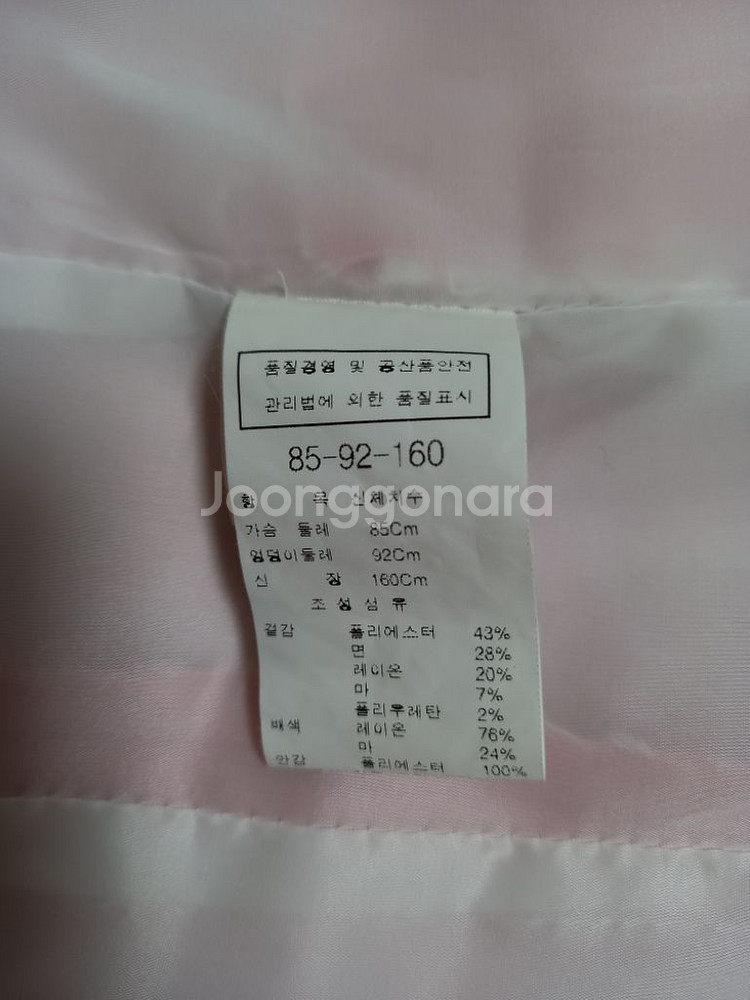 품질경영 및 공산품안전
관리법에 의한 품질표시
85-92-160
Joonggonara
항 목 신체치수
가슴 둘레 85Cm
엉덩이둘레 92Cm
신 장 160Cm
조성섬유
겉감 폴리에스터 43%
면 28%
레이온 20%
마 7%
폴리우레탄 2%
배색 레이온 76%
마 24%
안감 폴리에스터 100%